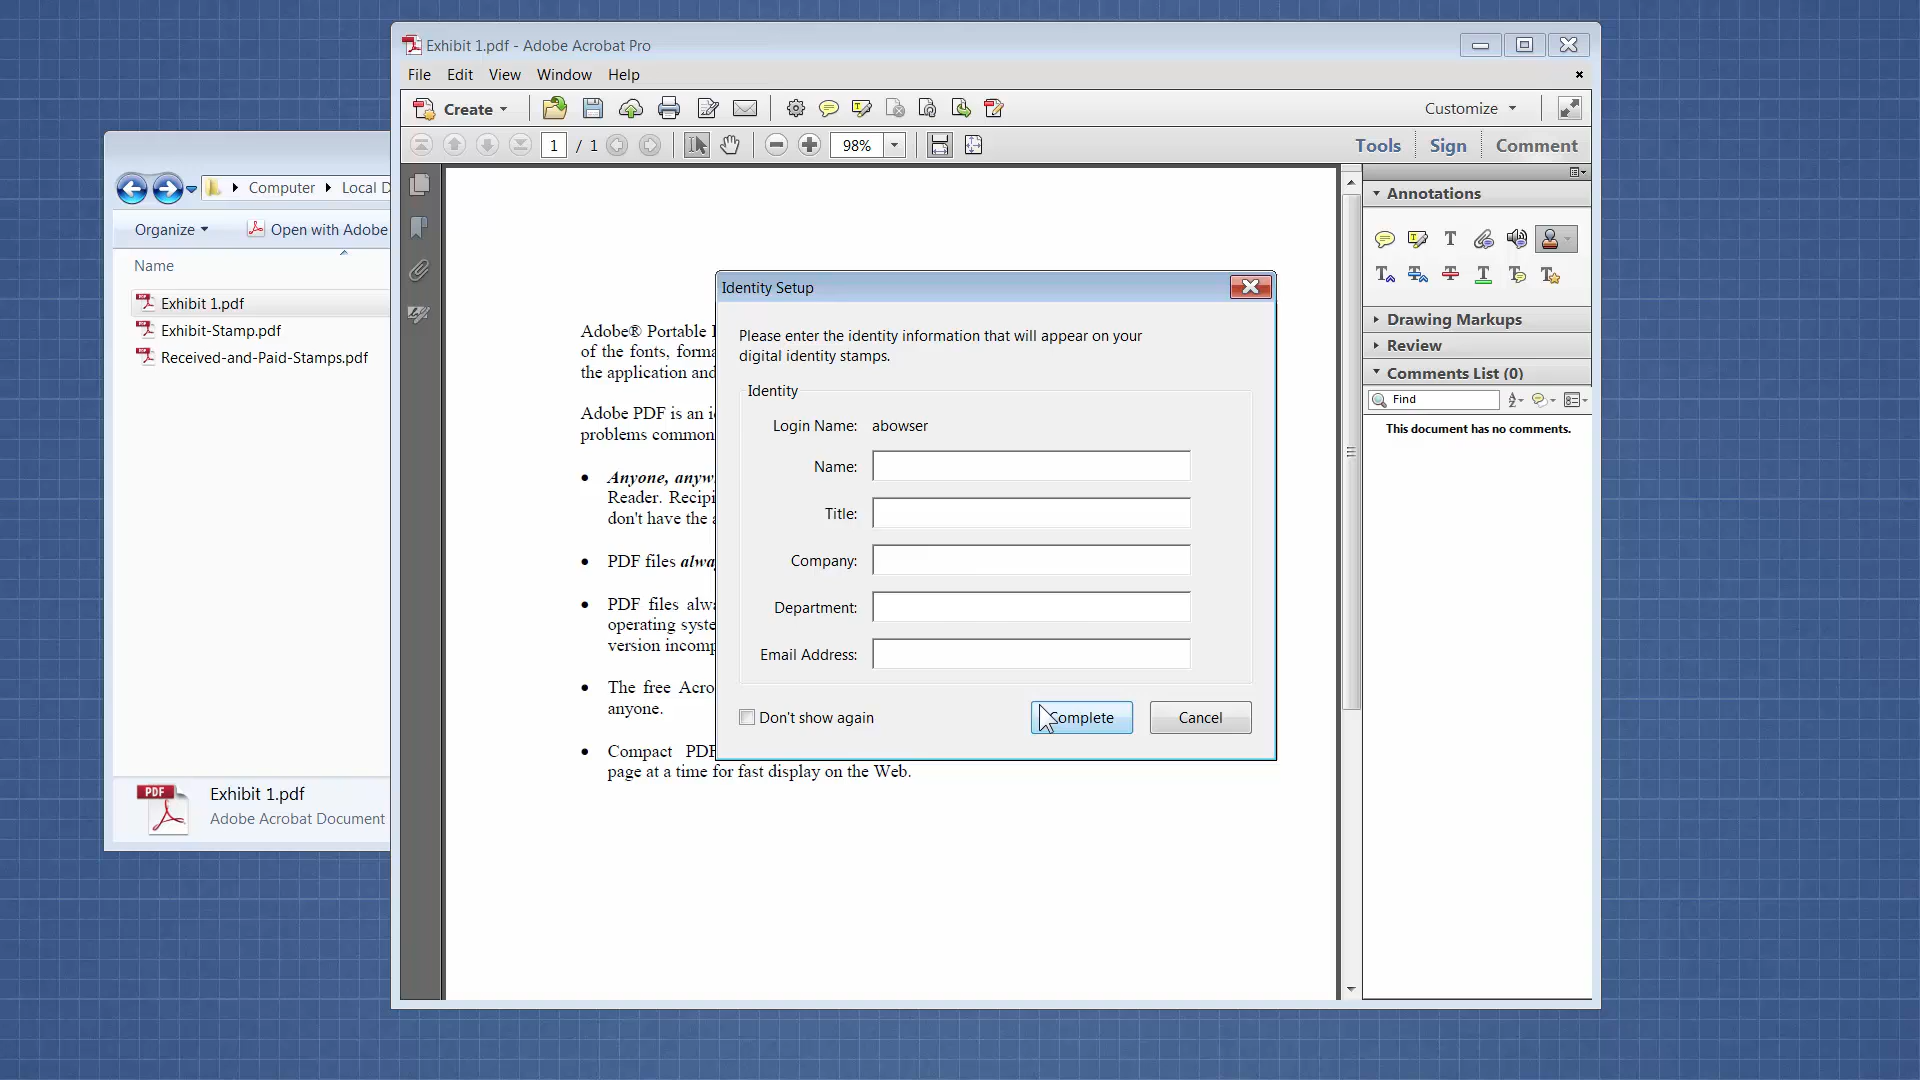 Exhibit 1.pdf - Adobe Acrobat Pro
File Edit View Window Help
Create
Customize
1 / 1
98%
Tools Sign Comment
Computer Local D
Organize Open with Adobe
Name
Exhibit 1.pdf
Exhibit-Stamp.pdf
Received-and-Paid-Stamps.pdf
PDF
Exhibit 1.pdf
Adobe Acrobat Document
Adobe® Portable
of the fonts, forma
the application and
Adobe PDF is an
problems common
Anyone, anyw
Reader. Recipi
don't have the a
PDF files alwa
PDF files alwa
operating syste
version incomp
The free Acro
anyone.
Compact PDF
page at a time for fast display on the Web.
Identity Setup
Please enter the identity information that will appear on your
digital identity stamps.
Identity
Login Name: abowser
Name:
Title:
Company:
Department:
Email Address:
Don't show again
Complete
Cancel
Annotations
Drawing Markups
Review
Comments List (0)
Find
This document has no comments.